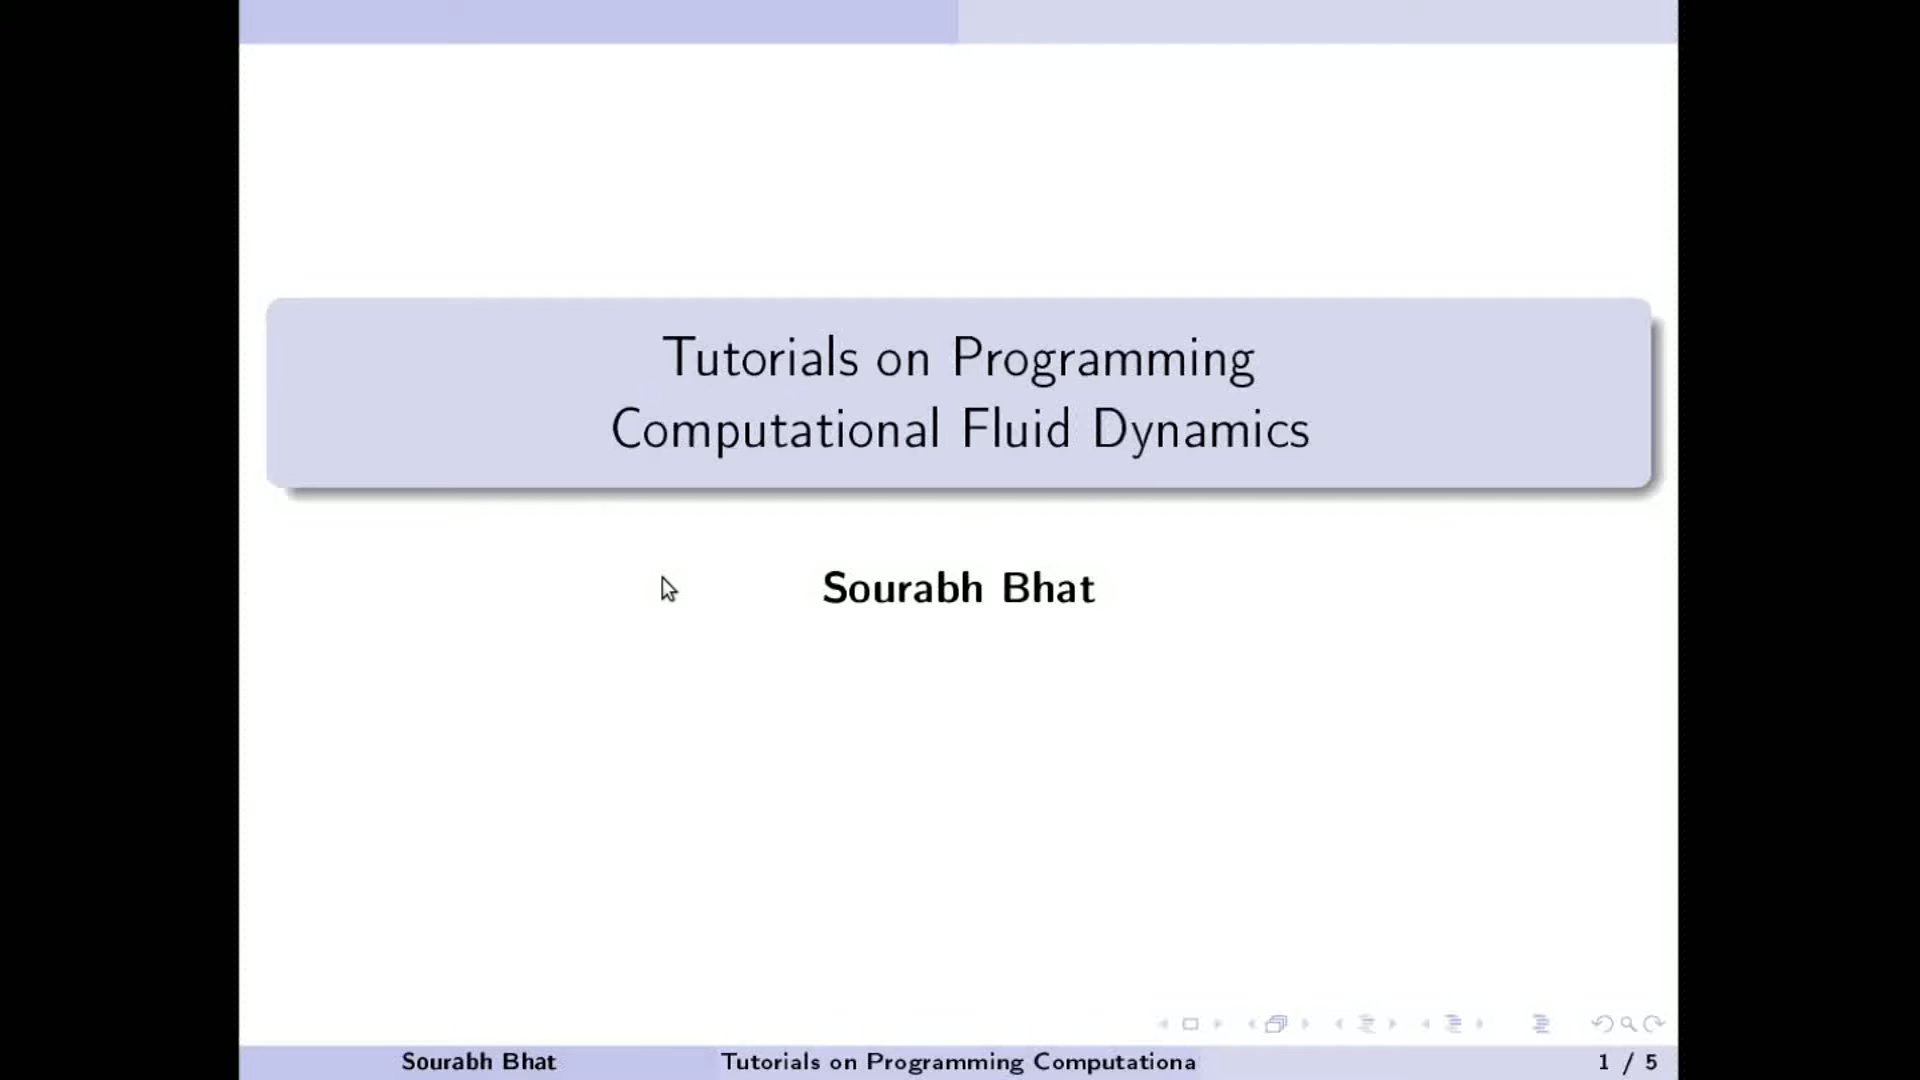 Tutorials on Programming
Computational Fluid Dynamics
Sourabh Bhat
Sourabh Bhat Tutorials on Programming Computationa 1 / 5